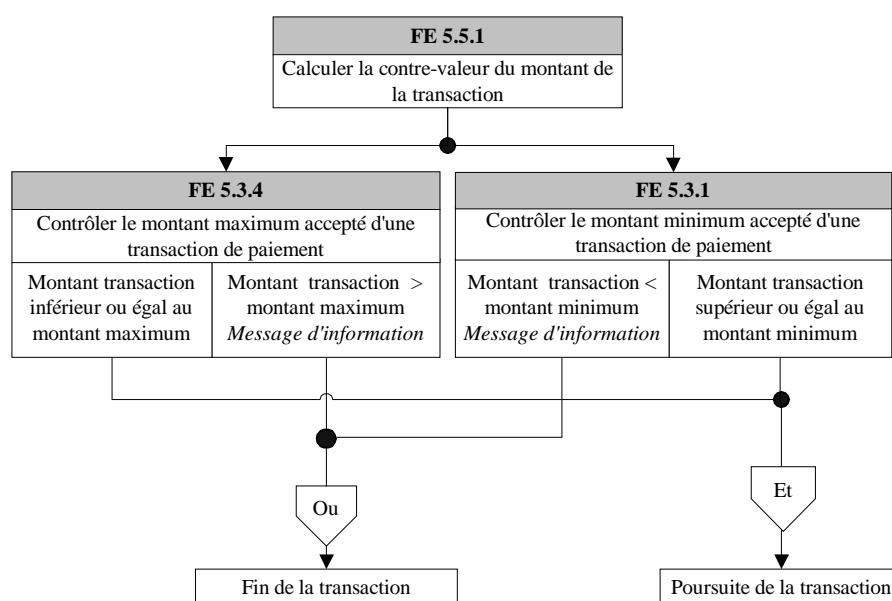 FE 5.5.1
Calculer la contre-valeur du montant de
la transaction
FE 5.3.4
Contrôler le montant maximum accepté d'une
transaction de paiement
Montant transaction
inférieur ou égal au
montant maximum
Montant transaction >
montant maximum
Message d'information
FE 5.3.1
Contrôler le montant minimum accepté d'une
transaction de paiement
Montant transaction <
montant minimum
Message d'information
Montant transaction
supérieur ou égal au
montant minimum
Ou
Et
Fin de la transaction
Poursuite de la transaction